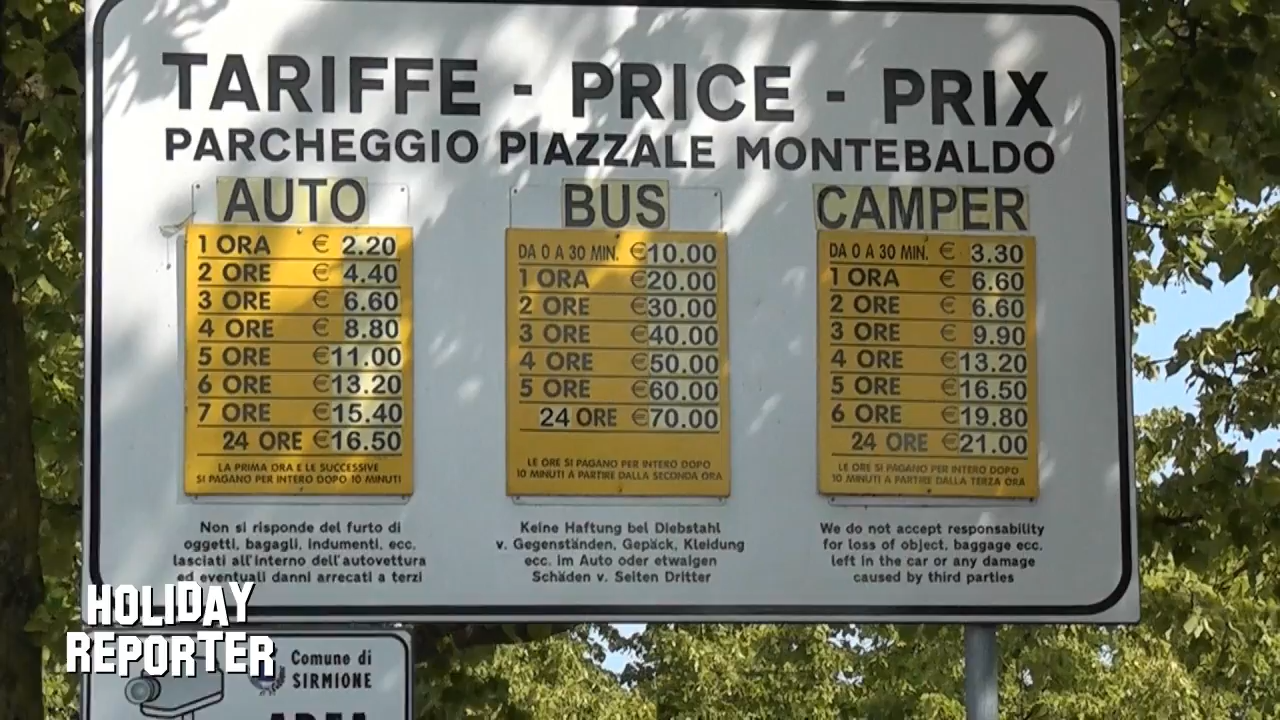 TARIFFE - PRICE - PRIX
PARCHEGGIO PIAZZALE MONTEBALDO
AUTO
1 ORA € 2.20
2 ORE € 4.40
3 ORE € 6.60
4 ORE € 8.80
5 ORE €11.00
6 ORE €13.20
7 ORE €15.40
24 ORE €16.50
LA PRIMA ORA E LE SUCCESSIVE
SI PAGANO PER INTERO DOPO 10 MINUTI
BUS
DA 0 A 30 MIN. €10.00
1 ORA €20.00
2 ORE €30.00
3 ORE €40.00
4 ORE €50.00
5 ORE €60.00
24 ORE €70.00
LE ORE SI PAGANO PER INTERO DOPO
10 MINUTI A PARTIRE DALLA SECONDA ORA
CAMPER
DA 0 A 30 MIN. € 3.30
1 ORA € 6.60
2 ORE € 6.60
3 ORE € 9.90
4 ORE €13.20
5 ORE €16.50
6 ORE €19.80
24 ORE €21.00
LE ORE SI PAGANO PER INTERO DOPO
10 MINUTI A PARTIRE DALLA TERZA ORA
Non si risponde del furto di
oggetti, bagagli, indumenti, ecc.
lasciati all'interno dell'autovettura
ed eventuali danni arrecati a terzi
Keine Haftung bei Diebstahl
v. Gegenständen, Gepäck, Kleidung
ecc. im Auto oder etwaigen
Schäden v. Seiten Dritter
We do not accept responsability
for loss of object, baggage ecc.
left in the car or any damage
caused by third parties
HOLIDAY
REPORTER
Comune di
SIRMIONE
AREA